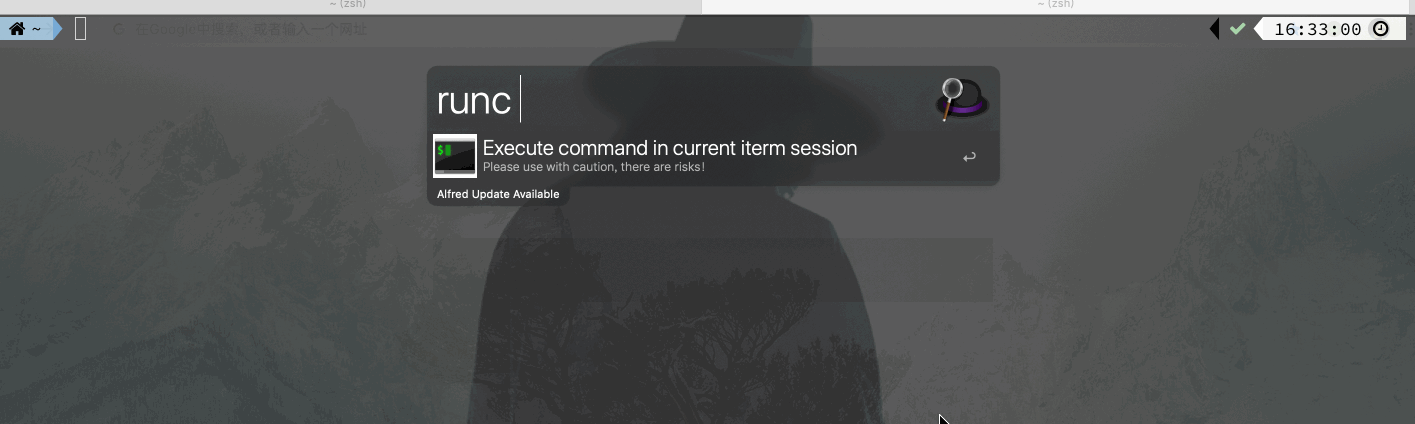 ~ (zsh)
~ (zsh)
~
在Google中搜索，或者输入一个网址
16:33:00
runc
$
Execute command in current iterm session
Please use with caution, there are risks!
Alfred Update Available